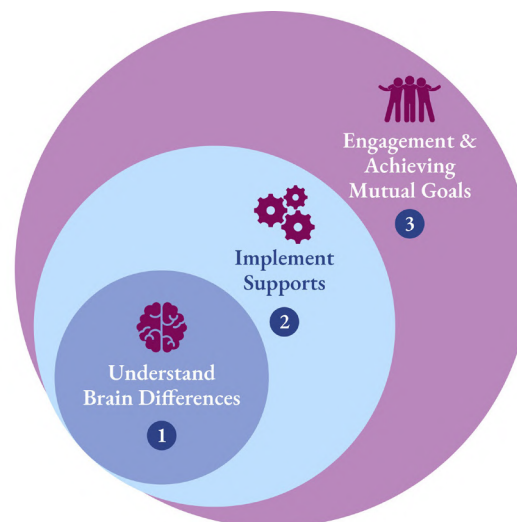 Engagement &
Achieving
Mutual Goals
3
Implement
Supports
2
Understand
Brain Differences
1